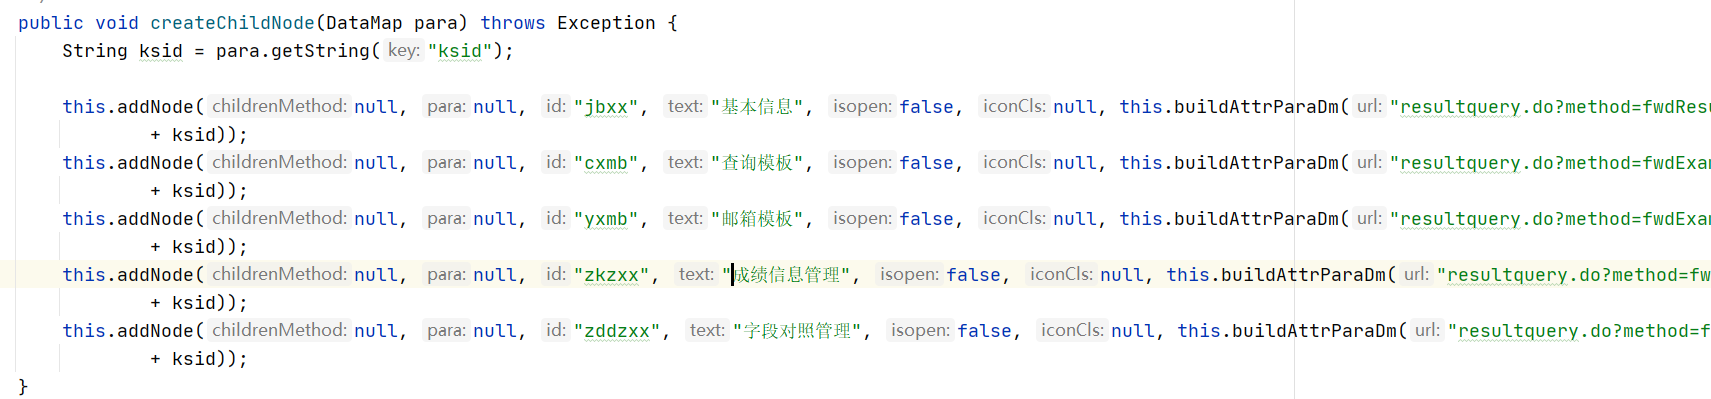 public void createChildNode(DataMap para) throws Exception {
String ksid = para.getString( key: "ksid");
this.addNode( childrenMethod: null, para: null, id: "jbxx", text: "基本信息", isopen: false, iconCls: null, this.buildAttrParaDm( url: "resultquery.do?method=fwdResu
+ ksid));
this.addNode( childrenMethod: null, para: null, id: "cxmb", text: "查询模板", isopen: false, iconCls: null, this.buildAttrParaDm( url: "resultquery.do?method=fwdExam
+ ksid));
this.addNode( childrenMethod: null, para: null, id: "yxmb", text: "邮箱模板", isopen: false, iconCls: null, this.buildAttrParaDm( url: "resultquery.do?method=fwdExam
+ ksid));
this.addNode( childrenMethod: null, para: null, id: "zkzxx", text: "成绩信息管理", isopen: false, iconCls: null, this.buildAttrParaDm( url: "resultquery.do?method=fw
+ ksid));
this.addNode( childrenMethod: null, para: null, id: "zddzxx", text: "字段对照管理", isopen: false, iconCls: null, this.buildAttrParaDm( url: "resultquery.do?method=f
+ ksid));
}